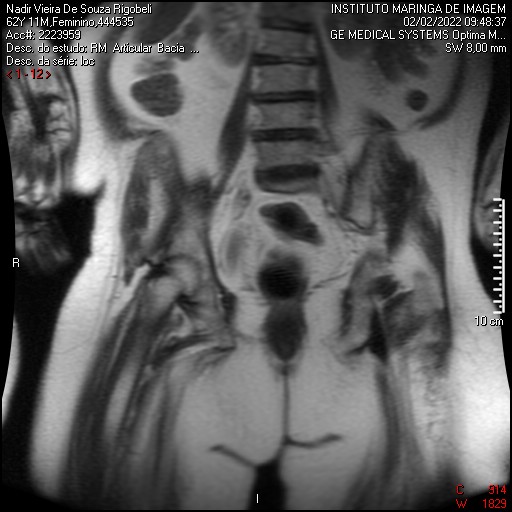 Nadir Vieira De Souza Rigobeli
62Y 11M,Feminino,444535
Acc#: 2223959
Desc. do estudo: RM Articular Bacia ...
Desc. da série: loc
<1 -12>
INSTITUTO MARINGA DE IMAGEM
02/02/2022 09:48:37
GE MEDICAL SYSTEMS Optima M...
SW 8,00 mm
R
10 cm
I
C 914
W 1829